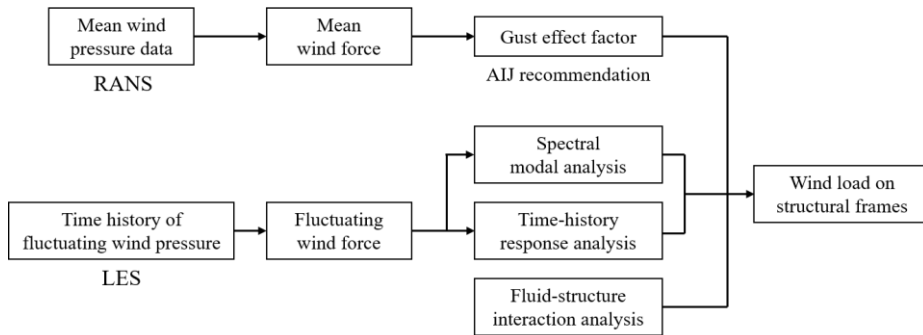 Mean wind
pressure data
RANS
Mean
wind force
Gust effect factor
AIJ recommendation
Spectral
modal analysis
Time history of
fluctuating wind pressure
LES
Fluctuating
wind force
Time-history
response analysis
Fluid-structure
interaction analysis
Wind load on
structural frames